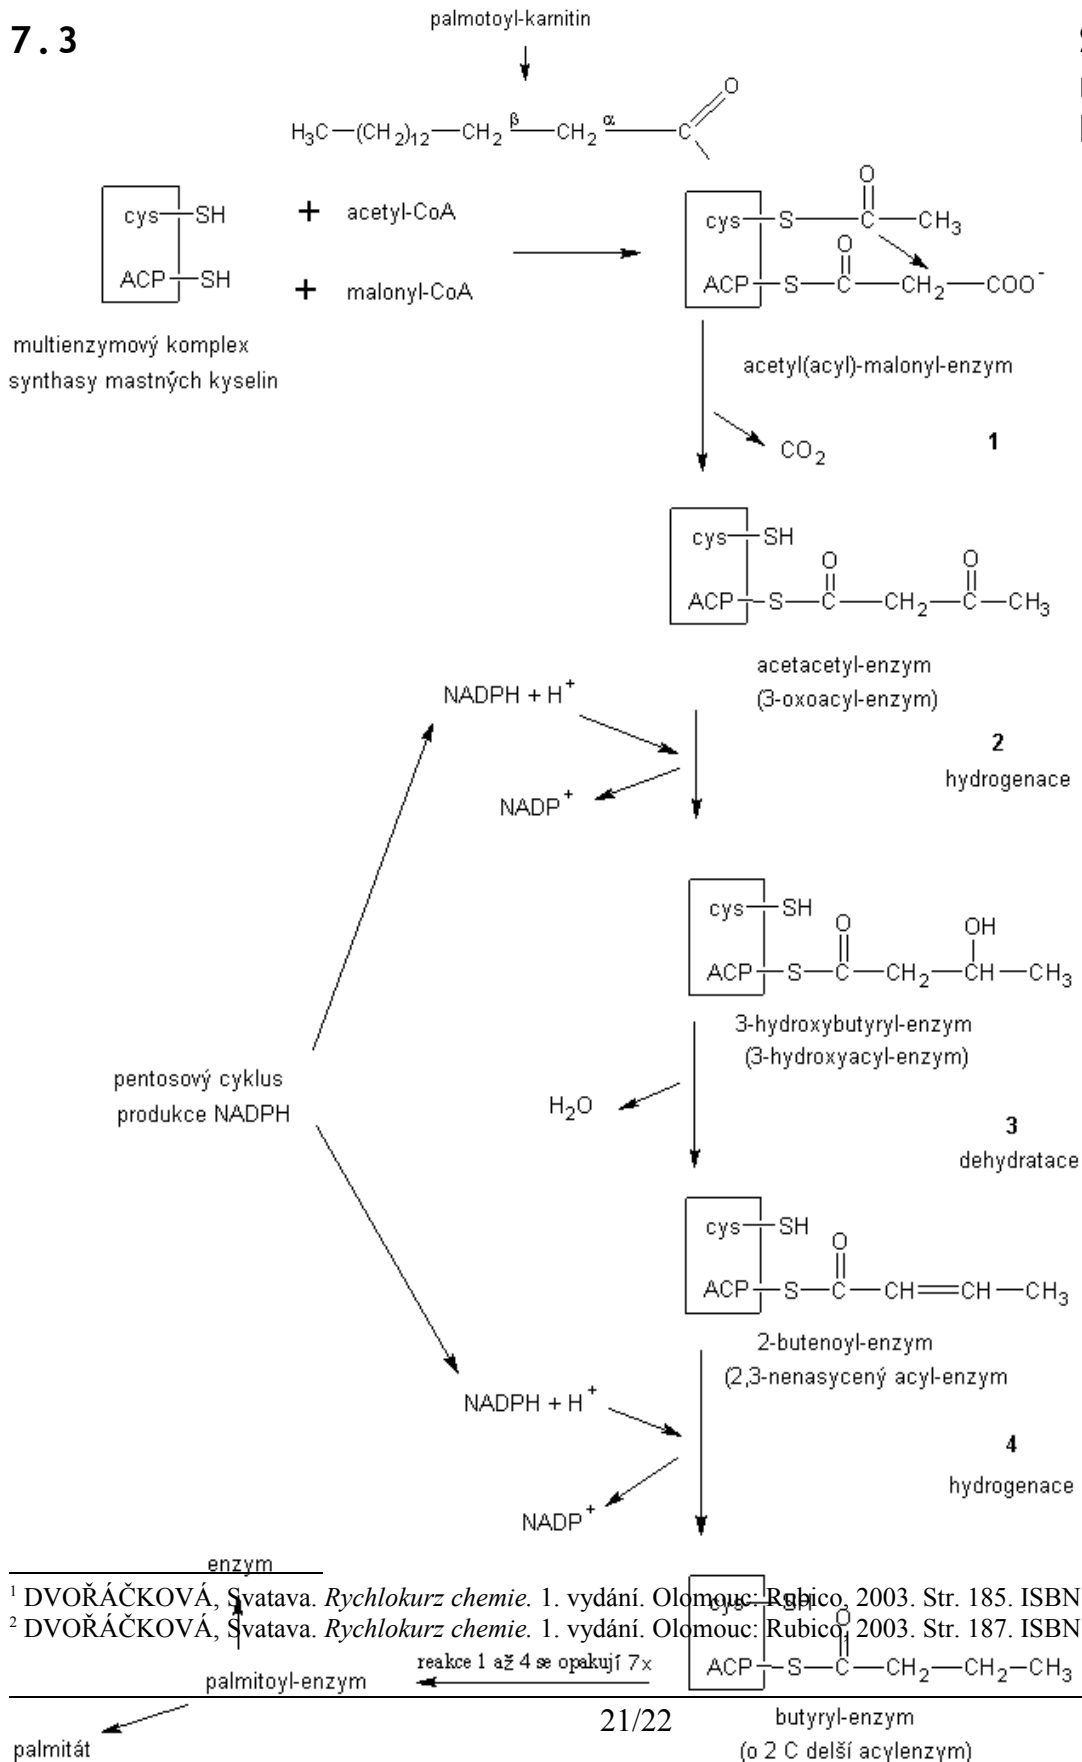 7.3
palmotoyl-karnitin
H3C—(CH2)12—CH2 β CH2 α C O
cys SH + acetyl-CoA
ACP SH + malonyl-CoA
multienzymový komplex
synthasy mastných kyselin
O
cys S C CH3
O
ACP S C CH2 COO-
acetyl(acyl)-malonyl-enzym
CO2
1
cys SH
O O
ACP S C CH2 C CH3
acetacetyl-enzym
(3-oxoacyl-enzym)
NADPH + H+
2
hydrogenace
NADP+
cys SH
O OH
ACP S C CH2 CH CH3
3-hydroxybutyryl-enzym
(3-hydroxyacyl-enzym)
pentosový cyklus
produkce NADPH
H2O
3
dehydratace
cys SH
O
ACP S C CH CH CH3
2-butenoyl-enzym
(2,3-nenasycený acyl-enzym
NADPH + H+
4
hydrogenace
NADP+
enzym
1 DVOŘÁČKOVÁ, Svatava. Rychlokurz chemie. 1. vydání. Olomouc: Rubico, 2003. Str. 185. ISBN
2 DVOŘÁČKOVÁ, Svatava. Rychlokurz chemie. 1. vydání. Olomouc: Rubico, 2003. Str. 187. ISBN
cys SH
O
ACP S C CH2 CH2 CH3
reakce 1 až 4 se opakují 7x
palmitoyl-enzym
21/22
butyryl-enzym
palmitát
(o 2 C delší acylenzym)